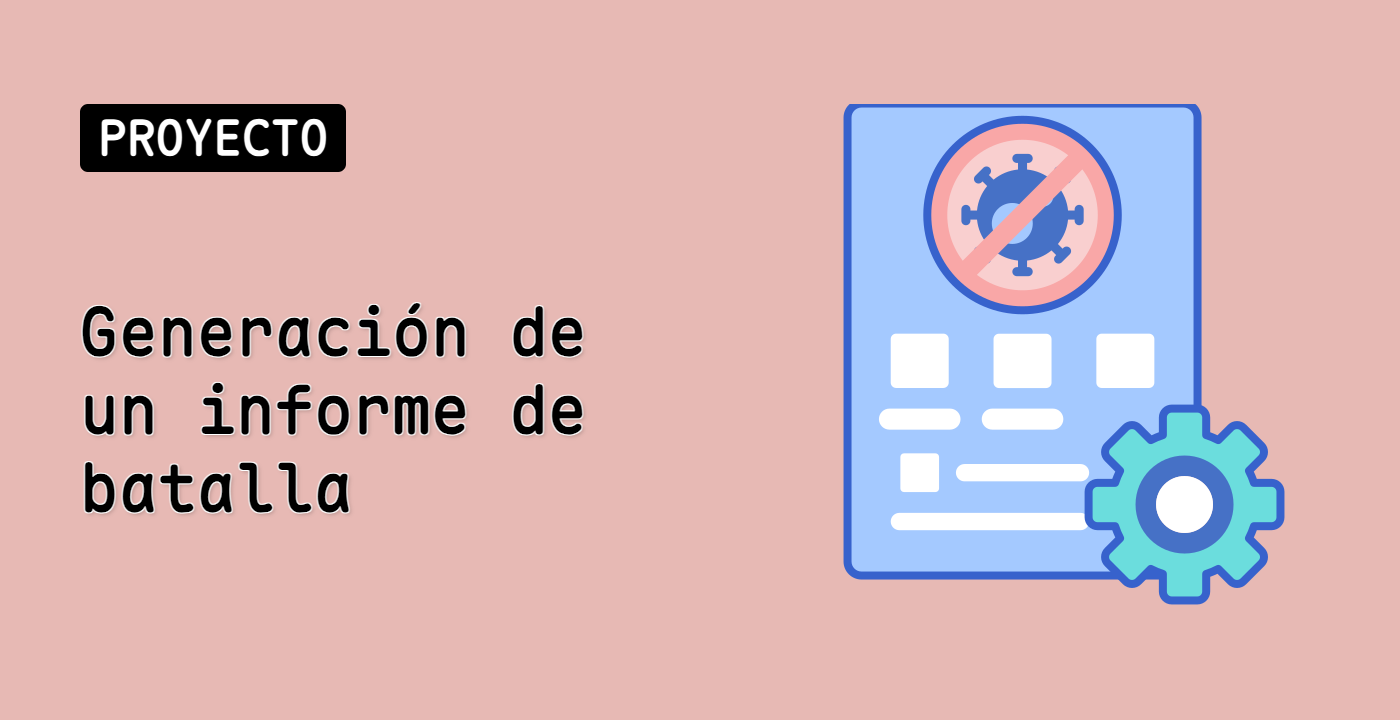 PROYECTO
Generación de
un informe de
batalla